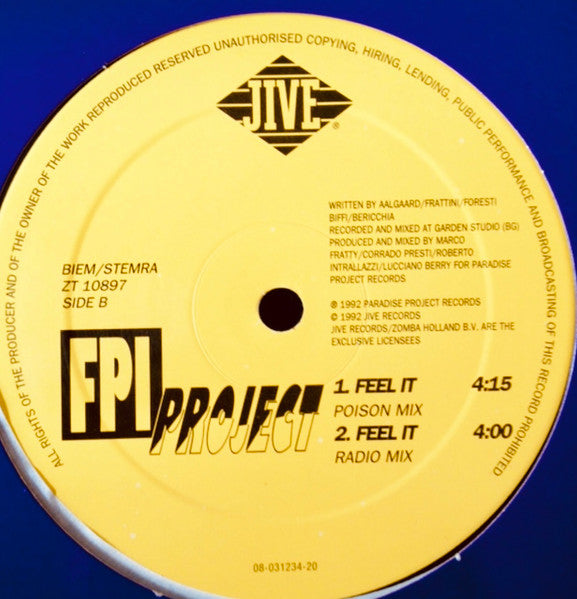 ALL RIGHTS OF THE PRODUCER AND OF THE OWNER OF THE WORK REPRODUCED RESERVED UNAUTHORISED COPYING, HIRING, LENDING, PUBLIC PERFORMANCE AND BROADCASTING OF THIS RECORD PROHIBITED
JIVE®
WRITTEN BY AALGAARD/FRATTINI/FORESTI
BIFFI/BERICCHIA
RECORDED AND MIXED AT GARDEN STUDIO (BG)
PRODUCED AND MIXED BY MARCO
FRATTY/CORRADO PRESTI/ROBERTO
INTRALLAZZI/LUCCIANO BERRY FOR PARADISE
PROJECT RECORDS
BIEM/STEMRA
ZT 10897
SIDE B
℗ 1992 PARADISE PROJECT RECORDS
© 1992 JIVE RECORDS
JIVE RECORDS/ZOMBA HOLLAND B.V. ARE THE
EXCLUSIVE LICENSEES
FPI PROJECT
1. FEEL IT 4:15
POISON MIX
2. FEEL IT 4:00
RADIO MIX
08-031234-20